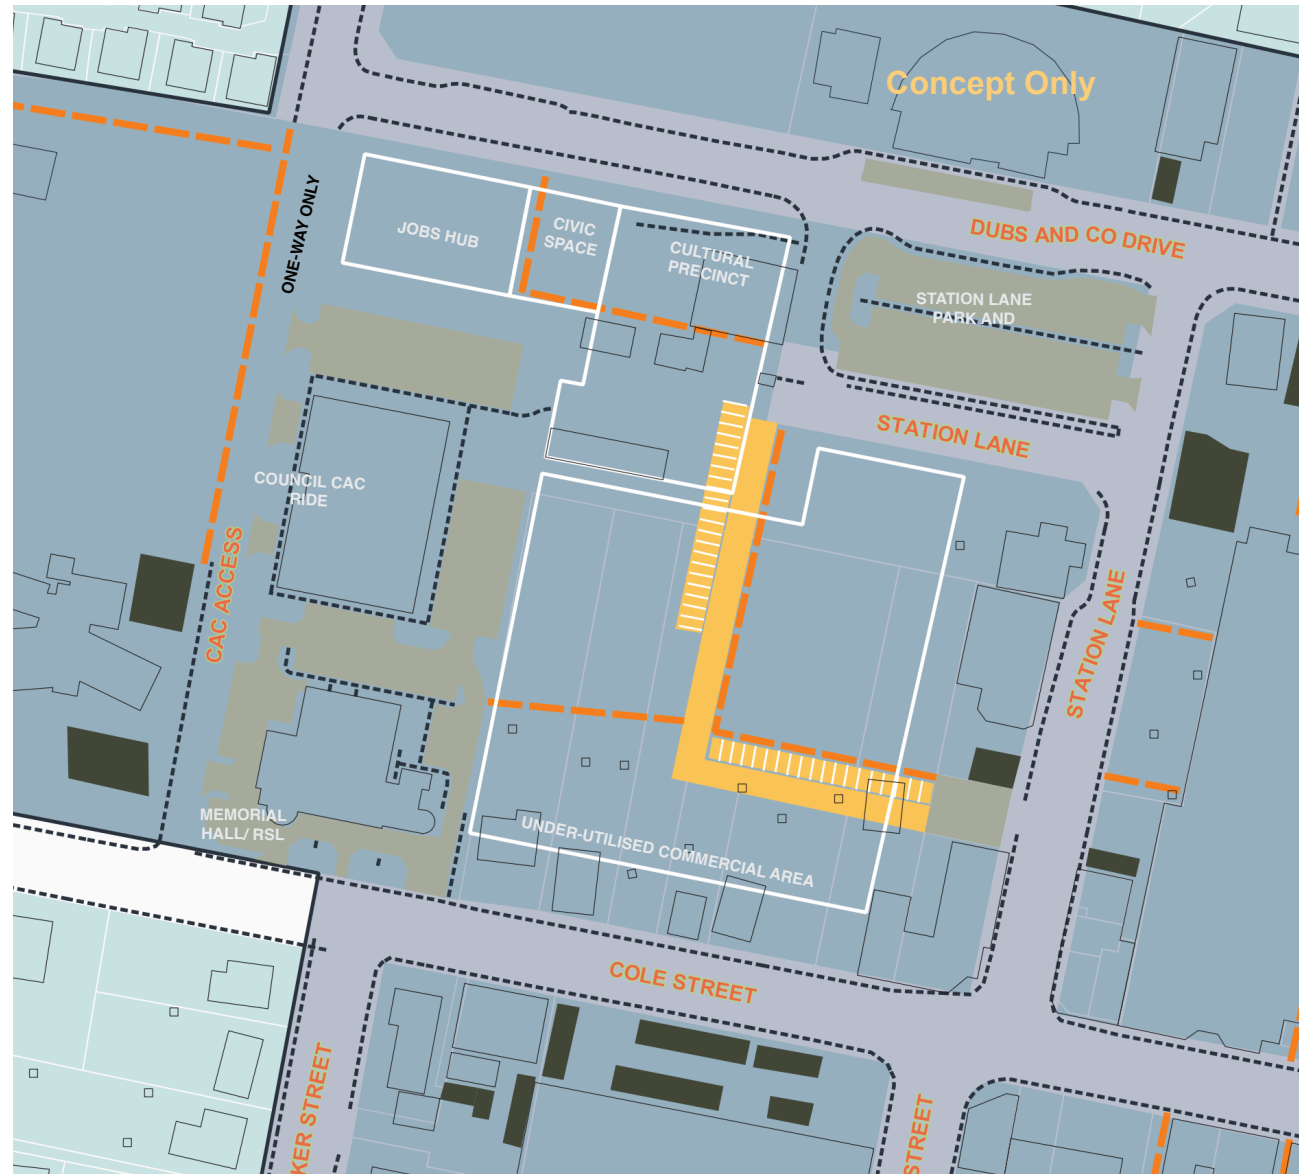 Concept Only
ONE-WAY ONLY
JOBS HUB
CIVIC
SPACE
CULTURAL
PRECINCT
DUBS AND CO DRIVE
STATION LANE
PARK AND
STATION LANE
COUNCIL CAC
RIDE
CAC ACCESS
STATION LANE
MEMORIAL
HALL/ RSL
UNDER-UTILISED COMMERCIAL AREA
COLE STREET
KER STREET
STREET